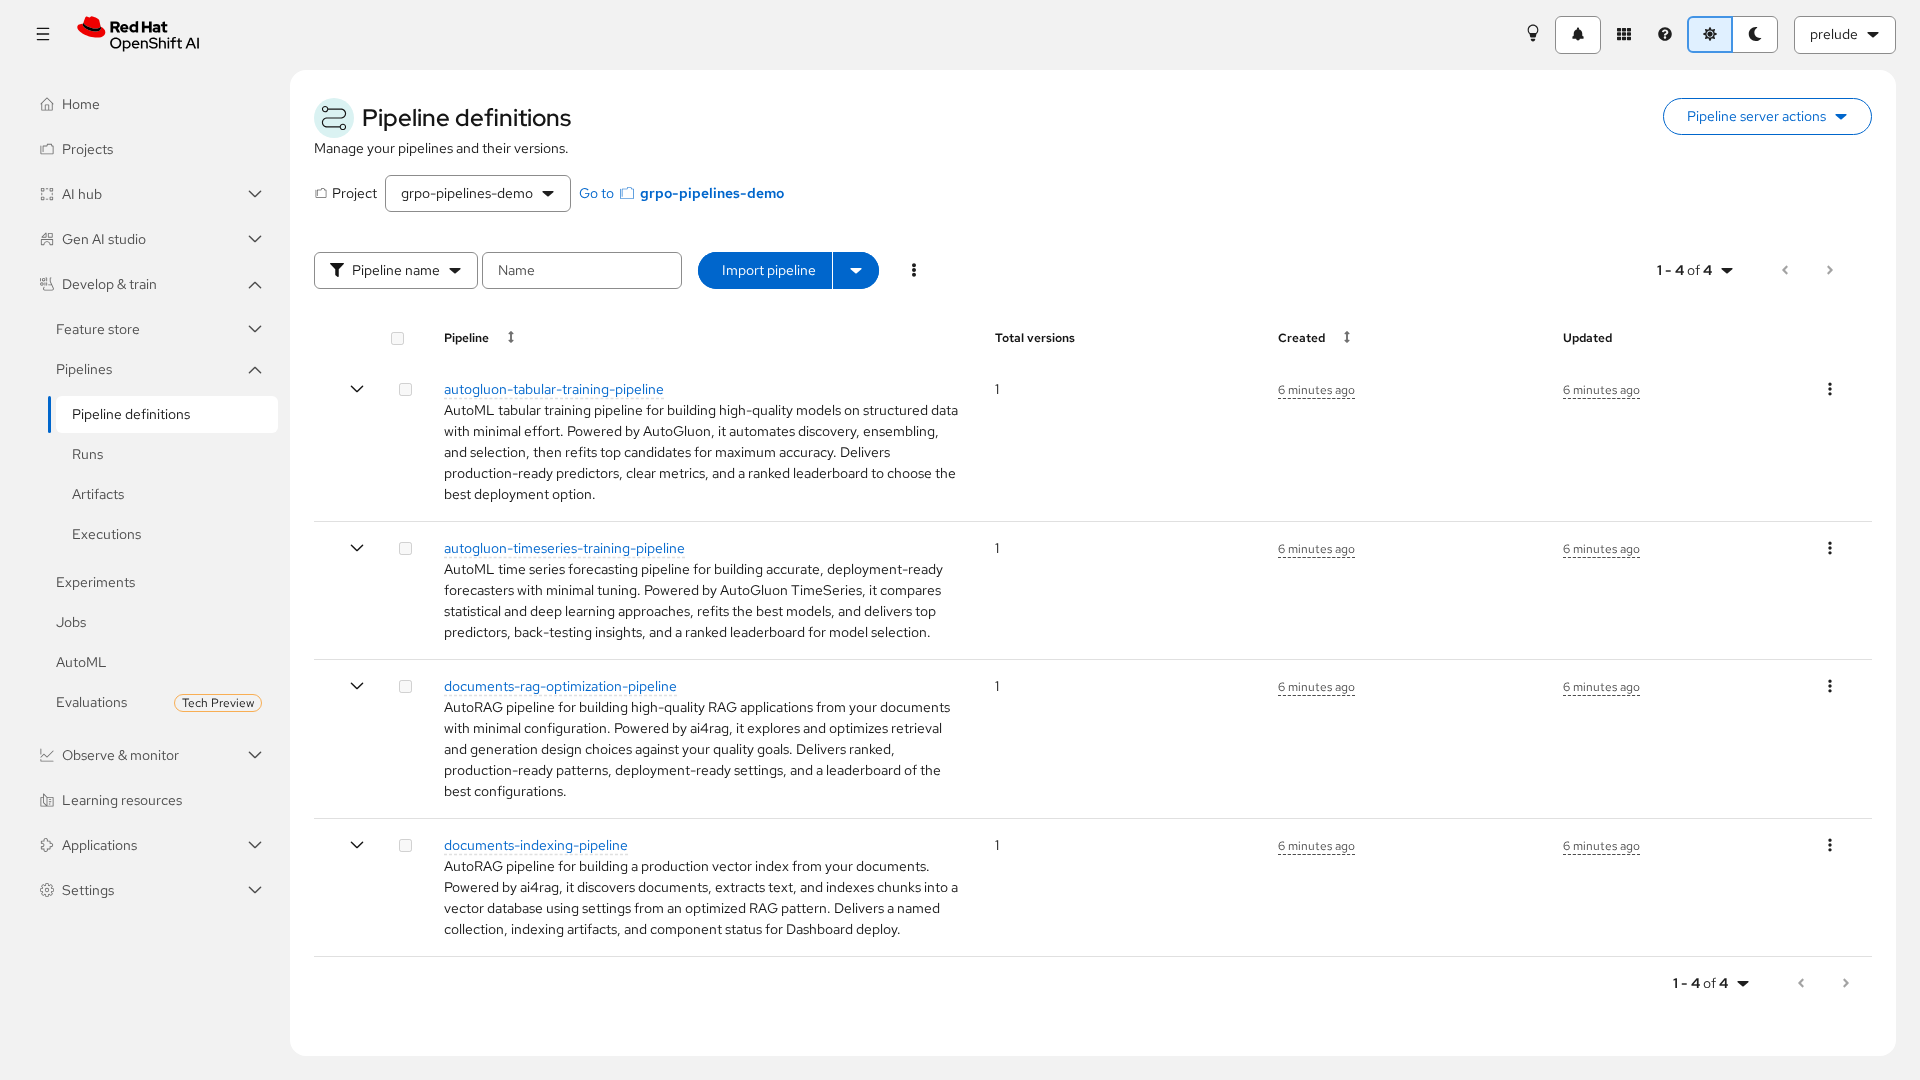 Red Hat
OpenShift AI
prelude
Home
Projects
AI hub
Gen AI studio
Develop & train
Feature store
Pipelines
Pipeline definitions
Runs
Artifacts
Executions
Experiments
Jobs
AutoML
Evaluations Tech Preview
Observe & monitor
Learning resources
Applications
Settings
Pipeline definitions
Pipeline server actions
Manage your pipelines and their versions.
Project grpo-pipelines-demo Go to grpo-pipelines-demo
Pipeline name Name Import pipeline 1 - 4 of 4
Pipeline Total versions Created Updated
autogluon-tabular-training-pipeline 1 6 minutes ago 6 minutes ago
AutoML tabular training pipeline for building high-quality models on structured data
with minimal effort. Powered by AutoGluon, it automates discovery, ensembling,
and selection, then refits top candidates for maximum accuracy. Delivers
production-ready predictors, clear metrics, and a ranked leaderboard to choose the
best deployment option.
autogluon-timeseries-training-pipeline 1 6 minutes ago 6 minutes ago
AutoML time series forecasting pipeline for building accurate, deployment-ready
forecasters with minimal tuning. Powered by AutoGluon TimeSeries, it compares
statistical and deep learning approaches, refits the best models, and delivers top
predictors, back-testing insights, and a ranked leaderboard for model selection.
documents-rag-optimization-pipeline 1 6 minutes ago 6 minutes ago
AutoRAG pipeline for building high-quality RAG applications from your documents
with minimal configuration. Powered by ai4rag, it explores and optimizes retrieval
and generation design choices against your quality goals. Delivers ranked,
production-ready patterns, deployment-ready settings, and a leaderboard of the
best configurations.
documents-indexing-pipeline 1 6 minutes ago 6 minutes ago
AutoRAG pipeline for building a production vector index from your documents.
Powered by ai4rag, it discovers documents, extracts text, and indexes chunks into a
vector database using settings from an optimized RAG pattern. Delivers a named
collection, indexing artifacts, and component status for Dashboard deploy.
1 - 4 of 4